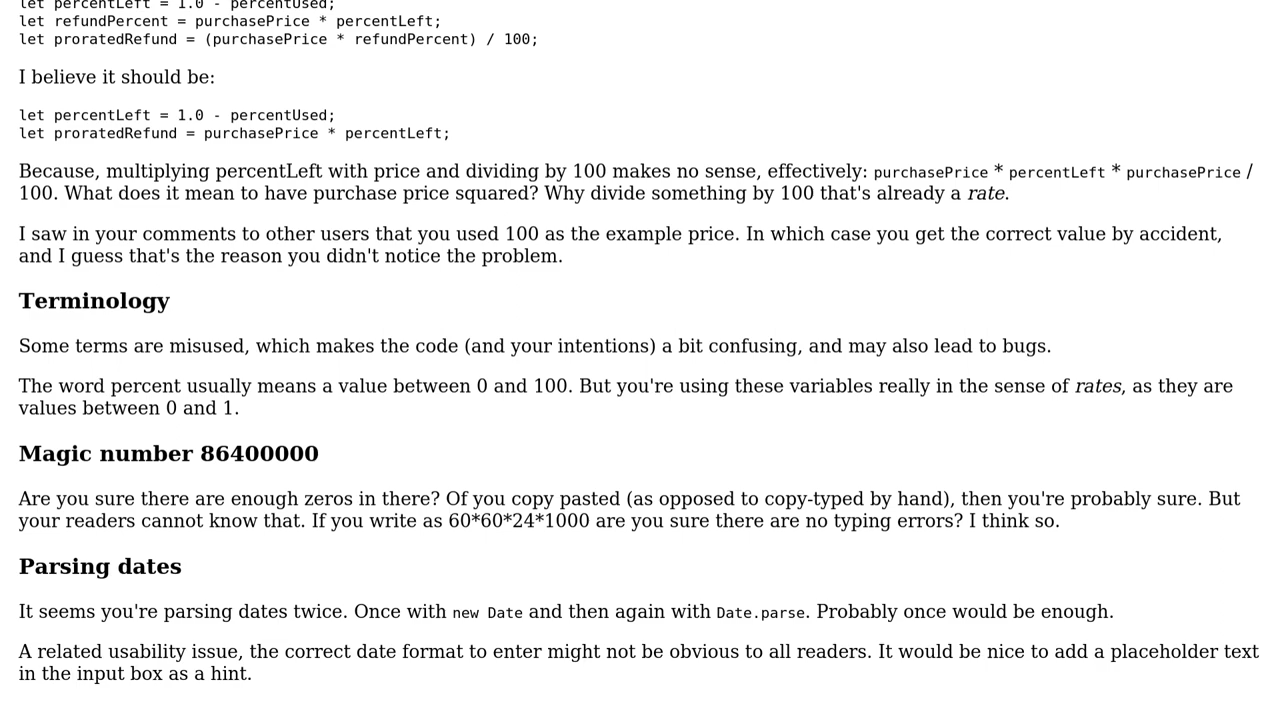 let percentLeft = 1.0 - percentUsed;
let refundPercent = purchasePrice * percentLeft;
let proratedRefund = (purchasePrice * refundPercent) / 100;
I believe it should be:
let percentLeft = 1.0 - percentUsed;
let proratedRefund = purchasePrice * percentLeft;
Because, multiplying percentLeft with price and dividing by 100 makes no sense, effectively: purchasePrice * percentLeft * purchasePrice /
100. What does it mean to have purchase price squared? Why divide something by 100 that's already a rate.
I saw in your comments to other users that you used 100 as the example price. In which case you get the correct value by accident,
and I guess that's the reason you didn't notice the problem.
Terminology
Some terms are misused, which makes the code (and your intentions) a bit confusing, and may also lead to bugs.
The word percent usually means a value between 0 and 100. But you're using these variables really in the sense of rates, as they are
values between 0 and 1.
Magic number 86400000
Are you sure there are enough zeros in there? Of you copy pasted (as opposed to copy-typed by hand), then you're probably sure. But
your readers cannot know that. If you write as 60*60*24*1000 are you sure there are no typing errors? I think so.
Parsing dates
It seems you're parsing dates twice. Once with new Date and then again with Date.parse. Probably once would be enough.
A related usability issue, the correct date format to enter might not be obvious to all readers. It would be nice to add a placeholder text
in the input box as a hint.